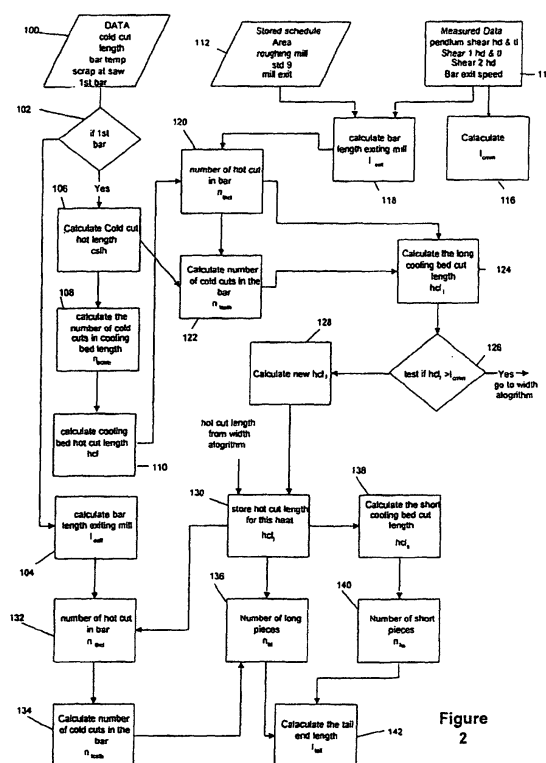 100
DATA
cold cut
length
bar temp
scrap at saw
1st bar
112
Stored schedule
Area
roughing mill
std 9
mill exit
Measured Data
pendium shear hd & tl
Shear 1 hd & tl
Shear 2 hd
Bar exit speed
11
102
if 1st
bar
Yes
120
number of hot cut
in bar
calculate bar
length exiting mill
118
Cataculate
116
106
Calculate Cold cut
hot length
cslh
Calculate number
of cold cuts in the
bar
122
Calculate the long
cooling bed cut
length
hcl
124
108
calculate the
number of cold
cuts in cooling
bed length
128
Calculate new hcl
126
test if hcl >l
Yes
go to width
alogrithm
calculate cooling
bed hot cut length
hcl
110
hot cut length
from width
alogrithm
130
store hot cut length
for this heat
hcl
138
Calculate the short
cooling bed cut
length
hcl
calculate bar
length exiting mill
104
132
number of hot cut
in bar
136
Number of long
pieces
140
Number of short
pieces
134
Calculate number
of cold cuts in the
bar
Cataculate the tail
end length
l tail
142
Figure
2